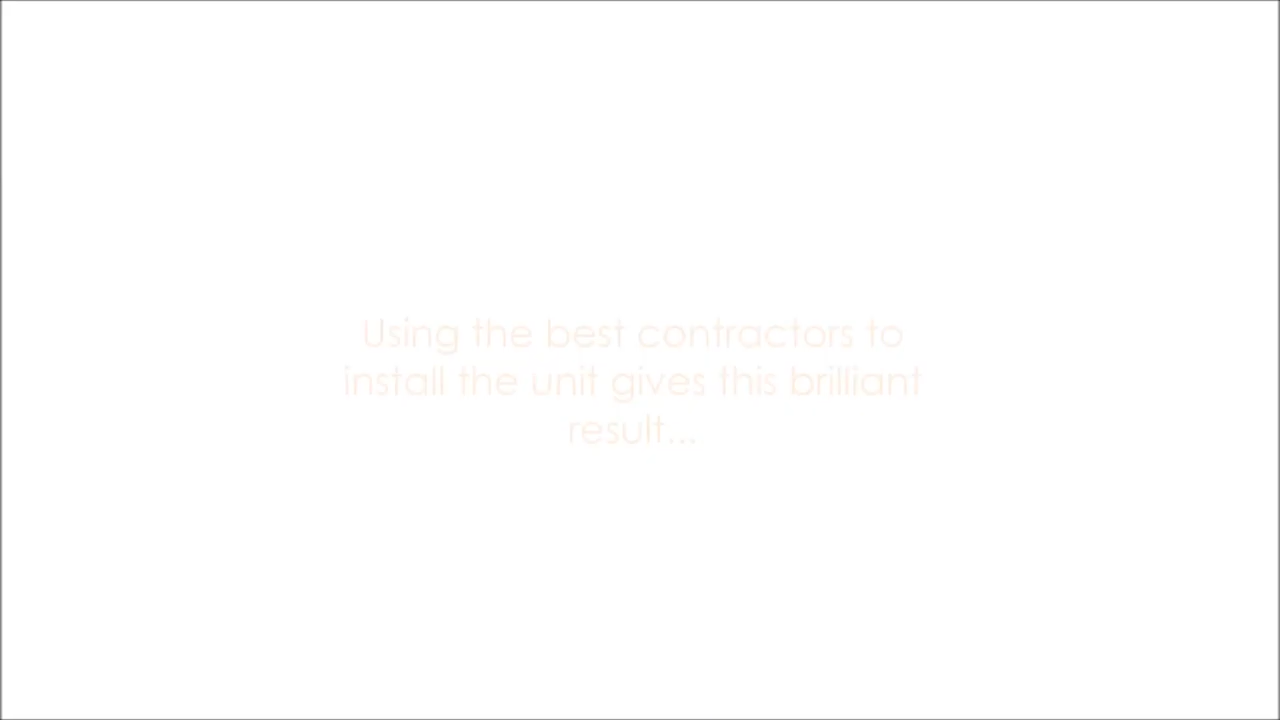 Using the best contractors to
install the unit gives this brilliant
result...